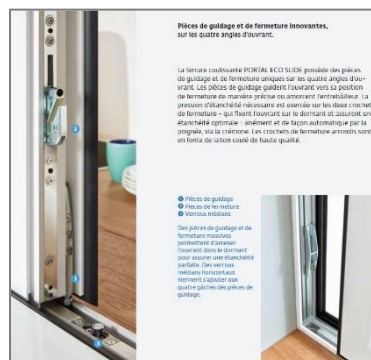 Pièces de guidage et de fermeture innovantes,
sur les quatre angles d'ouvrant.
La ferrure coulissante PORTAL ECO SLIDE possède des pièces
de guidage et de fermeture uniques sur les quatre angles d'ou-
vrant. Les pièces de guidage guident l'ouvrant vers sa position
de fermeture de manière précise ou amorcent l'entrebâilleur. La
pression d'étanchéité nécessaire est exercée sur les deux crochets
de fermeture – qui fixent l'ouvrant sur le dormant et assurent une
étanchéité optimale - aisément et de façon automatique par la
poignée, via la crémone. Les crochets de fermeture arrondis sont
en fonte de laiton coulé de haute qualité.
2
1
3
1 Pièces de guidage
2 Pièces de fermeture
3 Verrous médians
Des pièces de guidage et de
fermeture massives
permettent d'amener
l'ouvrant dans le dormant
pour assurer une étanchéité
parfaite. Des verrous
médians horizontaux
viennent s'ajouter aux
quatre gâches des pièces de
guidage.